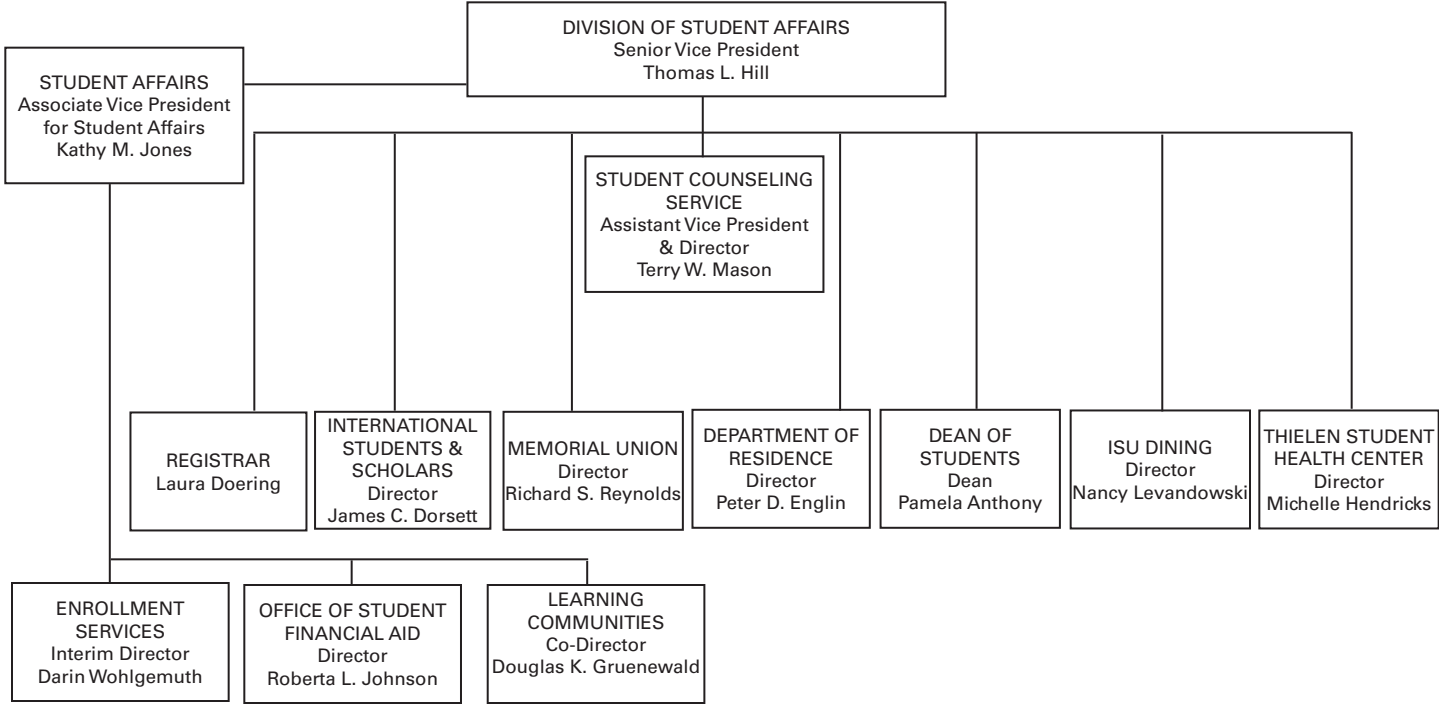 DIVISION OF STUDENT AFFAIRS
Senior Vice President
Thomas L. Hill
STUDENT AFFAIRS
Associate Vice President
for Student Affairs
Kathy M. Jones
STUDENT COUNSELING
SERVICE
Assistant Vice President
& Director
Terry W. Mason
REGISTRAR
Laura Doering
INTERNATIONAL
STUDENTS &
SCHOLARS
Director
James C. Dorsett
MEMORIAL UNION
Director
Richard S. Reynolds
DEPARTMENT OF
RESIDENCE
Director
Peter D. Englin
DEAN OF
STUDENTS
Dean
Pamela Anthony
ISU DINING
Director
Nancy Levandowski
THIELEN STUDENT
HEALTH CENTER
Director
Michelle Hendricks
ENROLLMENT
SERVICES
Interim Director
Darin Wohlgemuth
OFFICE OF STUDENT
FINANCIAL AID
Director
Roberta L. Johnson
LEARNING
COMMUNITIES
Co-Director
Douglas K. Gruenewald